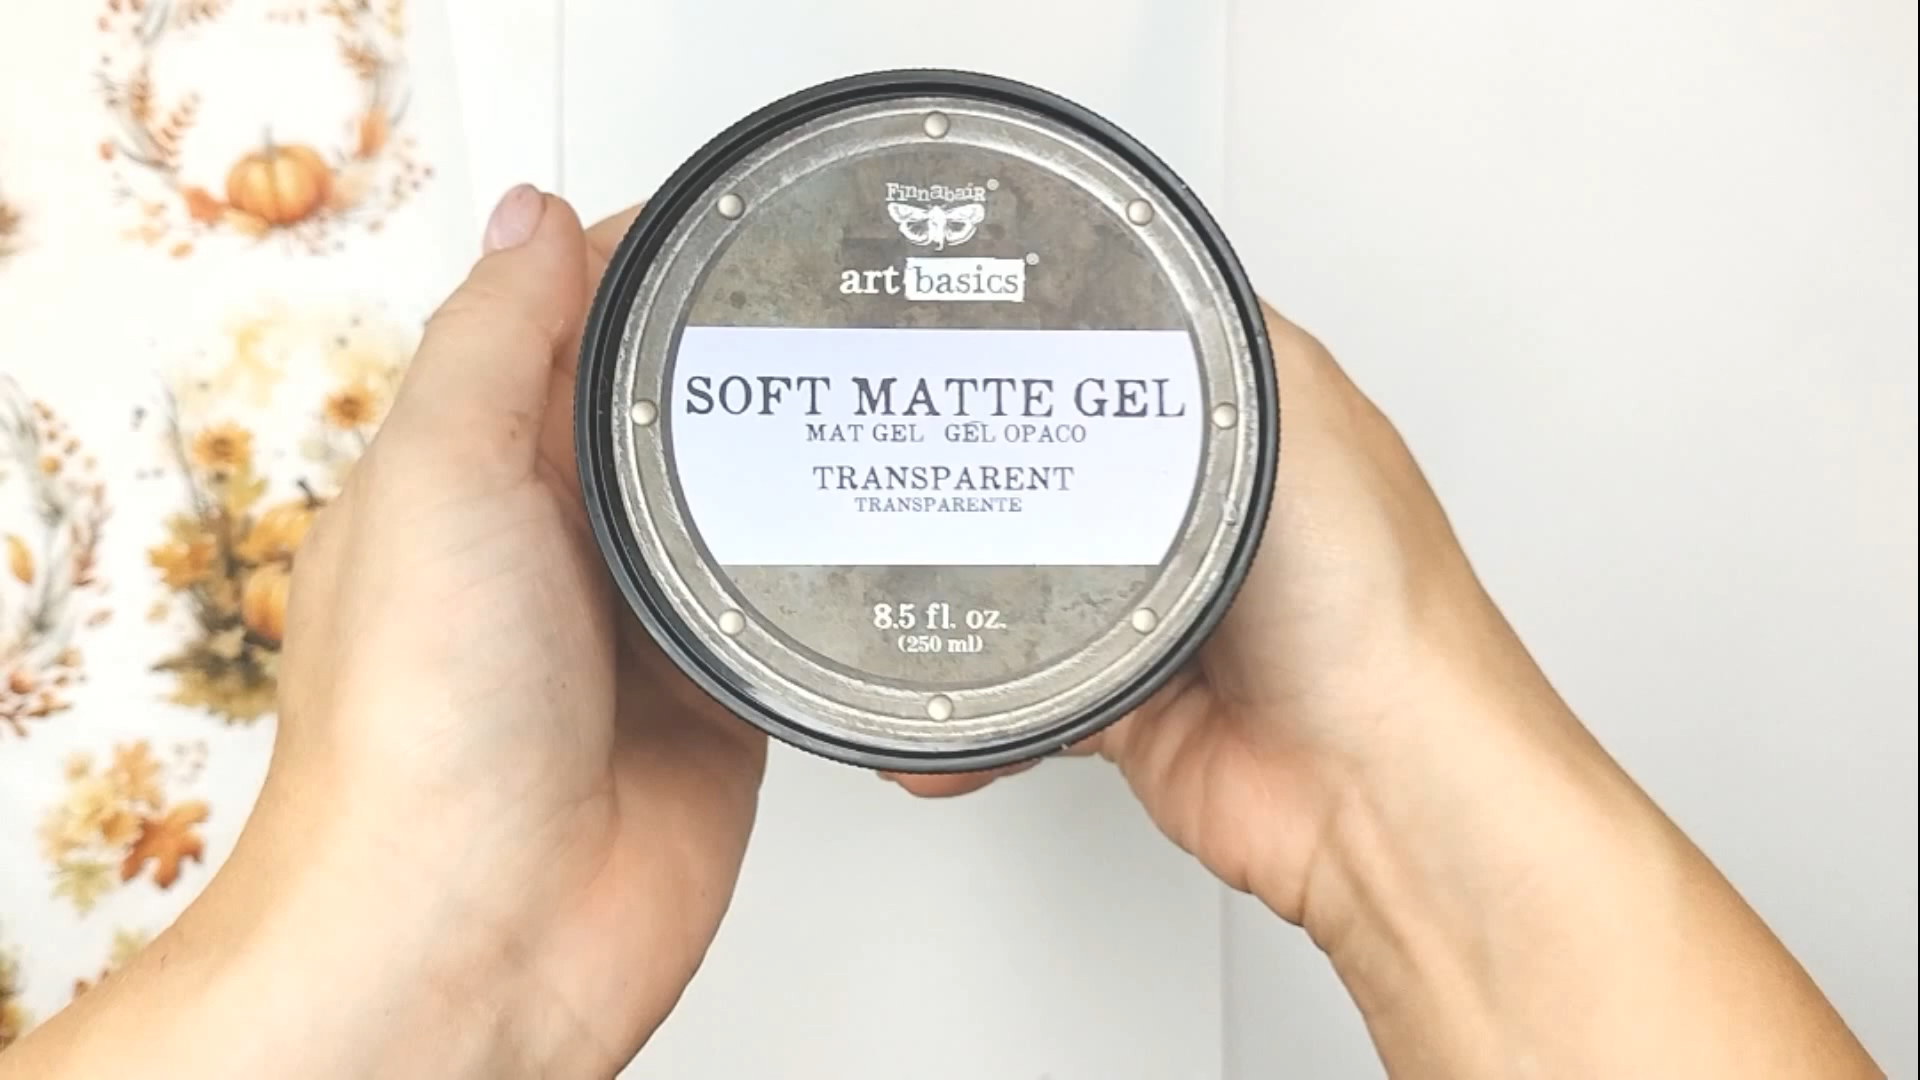 Finnabair®
art basics®
SOFT MATTE GEL
MAT GEL GEL OPACO
TRANSPARENT
TRANSPARENTE
8.5 fl. oz.
(250 ml)